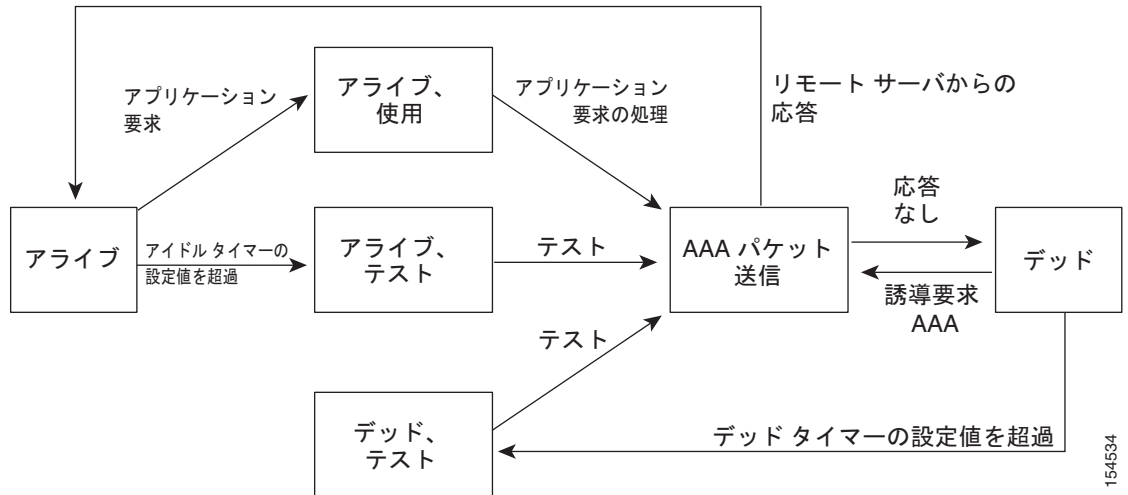 アプリケーション
要求
アライブ、
使用
アプリケーション
要求の処理
リモート サーバからの
応答
アライブ
アイドル タイマーの
設定値を超過
アライブ、
テスト
テスト
AAA パケット
送信
応答
なし
誘導要求
AAA
デッド
テスト
デッド、
テスト
デッド タイマーの設定値を超過
154534